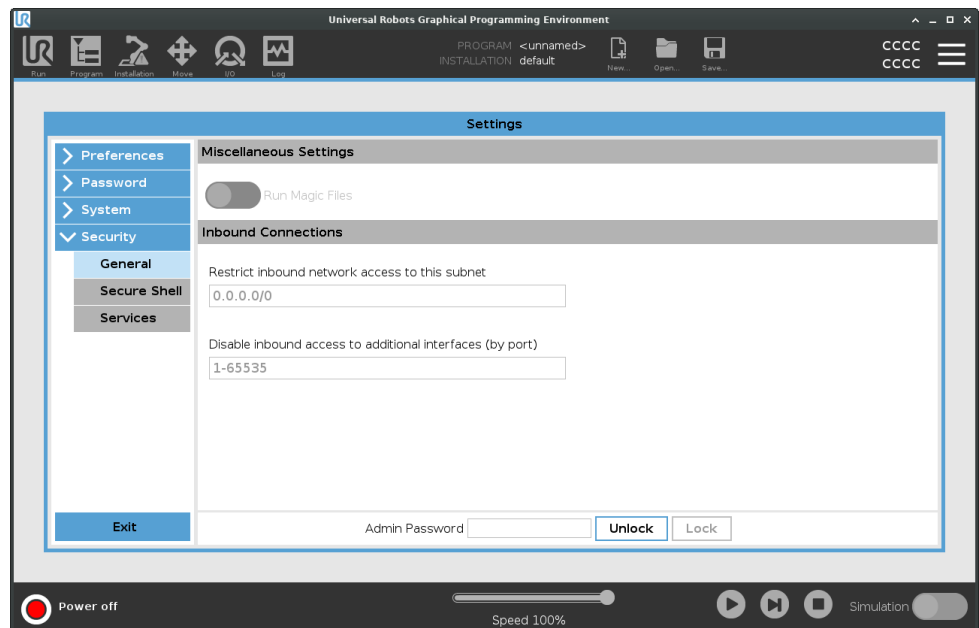 Universal Robots Graphical Programming Environment
UR
Run
Program
Installation
Move
I/O
Log
PROGRAM <unnamed>
INSTALLATION default
New...
Open...
Save...
CCCC
CCCC
Settings
Preferences
Password
System
Security
General
Secure Shell
Services
Exit
Miscellaneous Settings
Run Magic Files
Inbound Connections
Restrict inbound network access to this subnet
0.0.0.0/0
Disable inbound access to additional interfaces (by port)
1-65535
Admin Password
Unlock
Lock
Power off
Speed 100%
Simulation